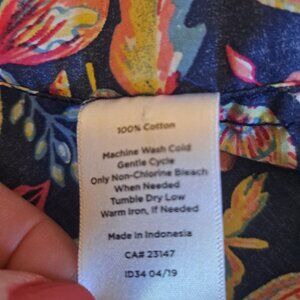 100% Cotton
Machine Wash Cold
Gentle Cycle
Only Non-Chlorine Bleach
When Needed
Tumble Dry Low
Warm Iron, If Needed
Made in Indonesia
CA# 23147
ID34 04/19